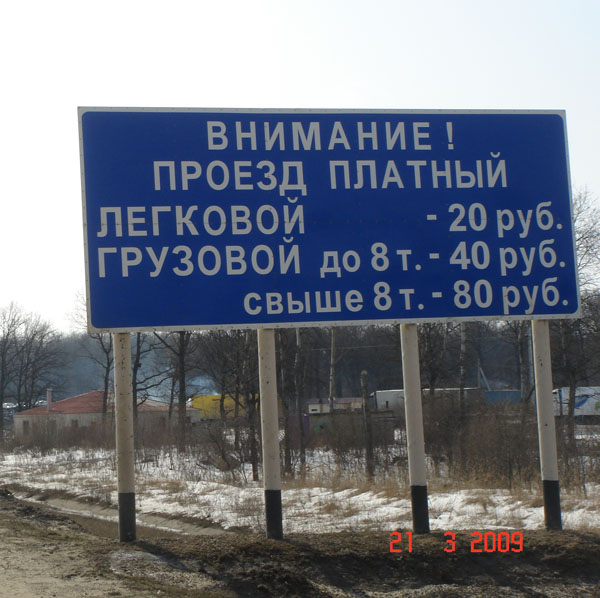 ВНИМАНИЕ !
ПРОЕЗД ПЛАТНЫЙ
ЛЕГКОВОЙ - 20 руб.
ГРУЗОВОЙ до 8 т. - 40 руб.
свыше 8 т. - 80 руб.
21 3 2009